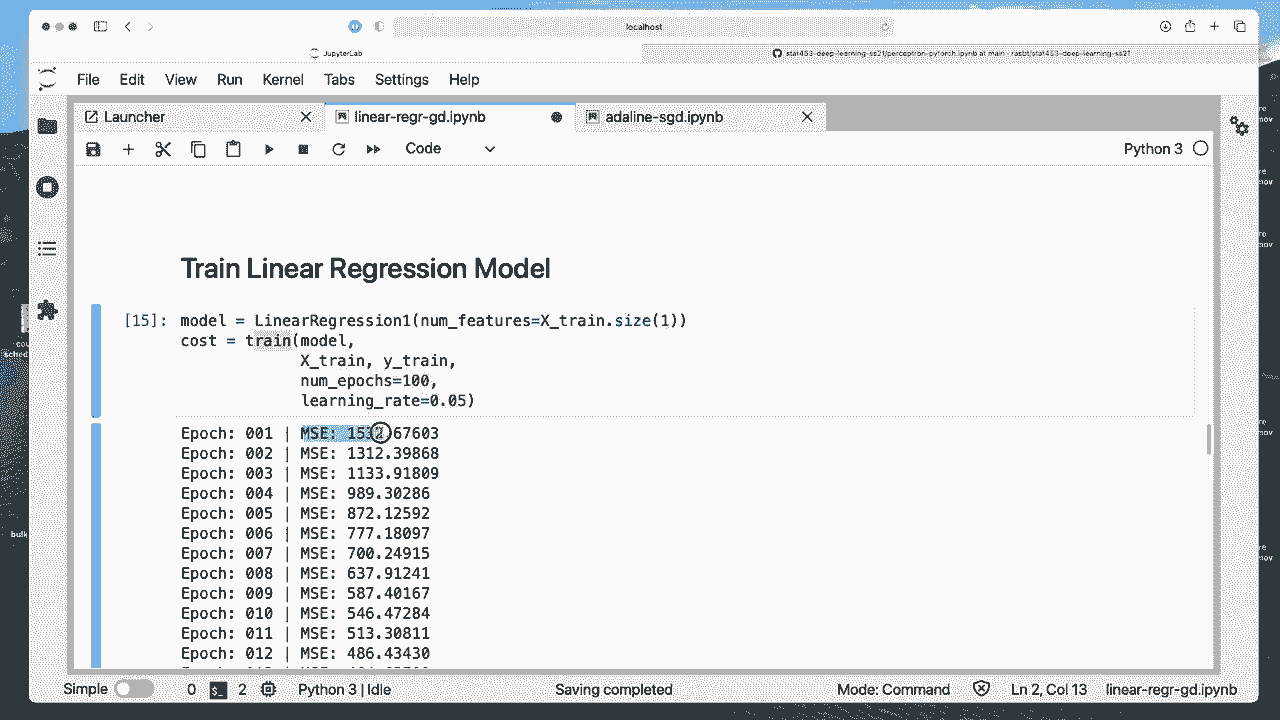 localhost
JupyterLab
stat453-deep-learning-ss21/perceptron-pytorch.ipynb at main · rasbt/stat453-deep-learning-ss21
File Edit View Run Kernel Tabs Settings Help
Launcher linear-regr-gd.ipynb adaline-sgd.ipynb
Code Python 3
Train Linear Regression Model
[15]: model = LinearRegression1(num_features=X_train.size(1))
cost = train(model,
X_train, y_train,
num_epochs=100,
learning_rate=0.05)
Epoch: 001 | MSE:
Epoch: 002 | MSE: 1312.39868
Epoch: 003 | MSE: 1133.91809
Epoch: 004 | MSE: 989.30286
Epoch: 005 | MSE: 872.12592
Epoch: 006 | MSE: 777.18097
Epoch: 007 | MSE: 700.24915
Epoch: 008 | MSE: 637.91241
Epoch: 009 | MSE: 587.40167
Epoch: 010 | MSE: 546.47284
Epoch: 011 | MSE: 513.30811
Epoch: 012 | MSE: 486.43430
Simple 0 2 Python 3 | Idle Saving completed Mode: Command Ln 2, Col 13 linear-regr-gd.ipynb